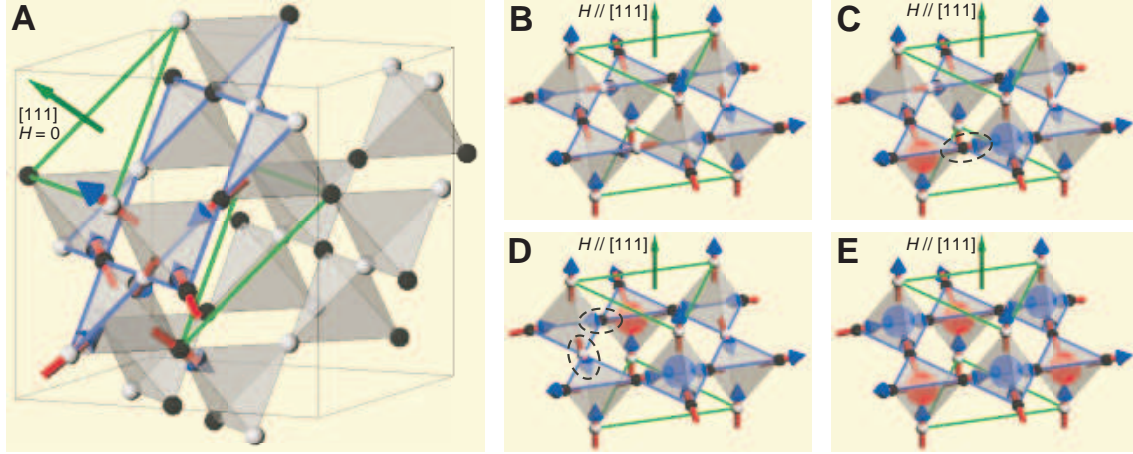 A
[111]
H = 0
B
H // [111]
C
H // [111]
D
H // [111]
E
H // [111]